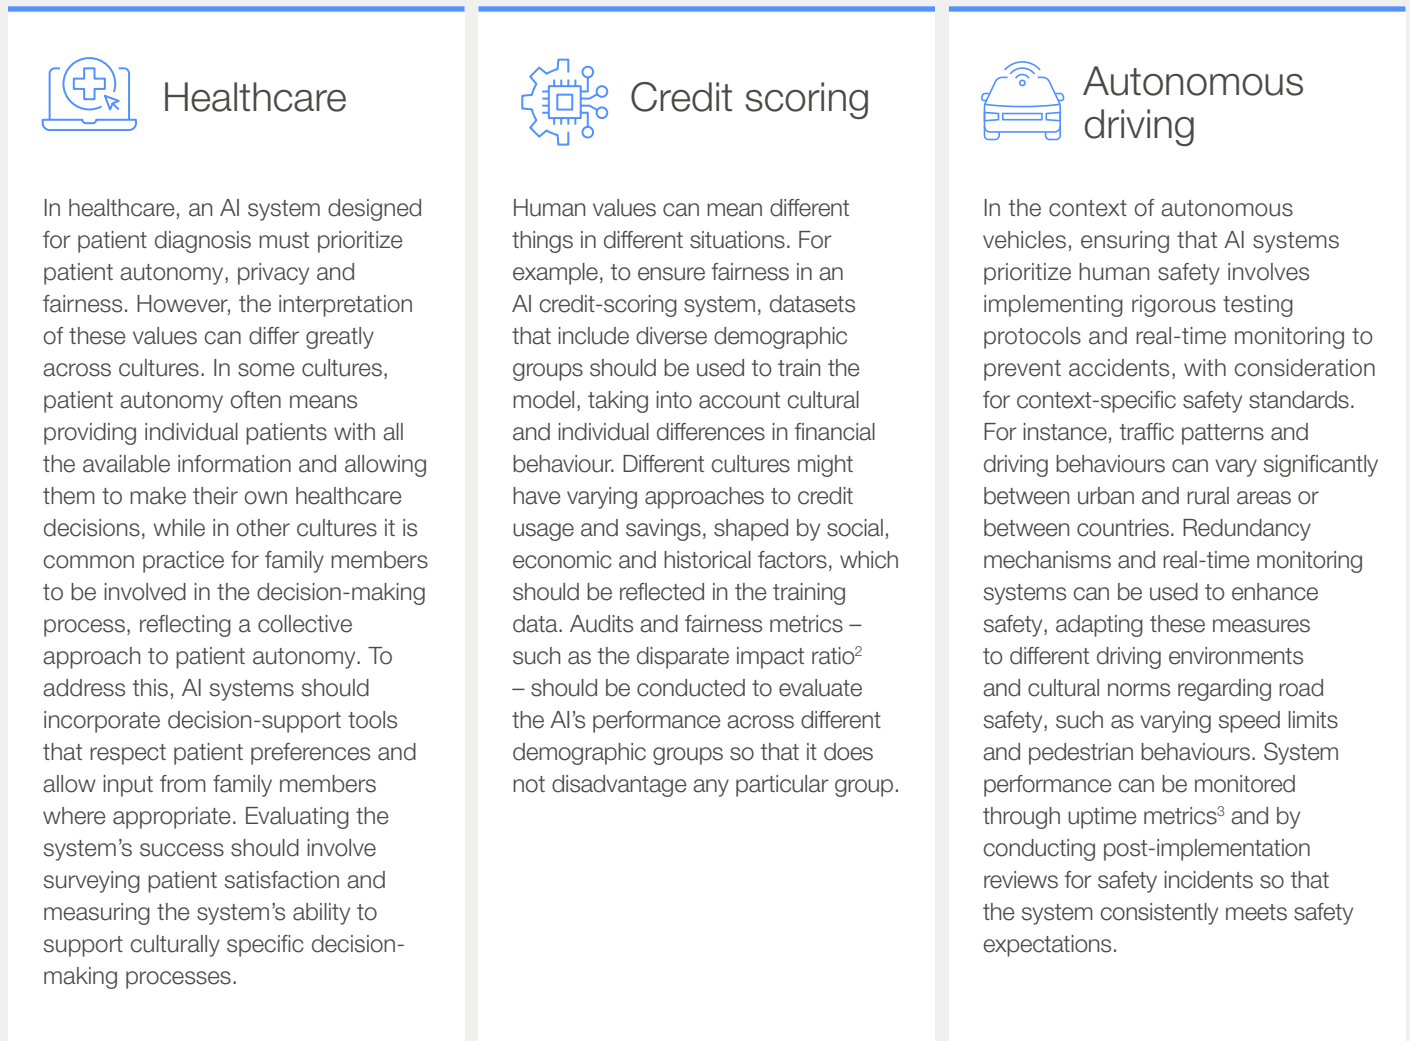 Healthcare
In healthcare, an AI system designed
for patient diagnosis must prioritize
patient autonomy, privacy and
fairness. However, the interpretation
of these values can differ greatly
across cultures. In some cultures,
patient autonomy often means
providing individual patients with all
the available information and allowing
them to make their own healthcare
decisions, while in other cultures it is
common practice for family members
to be involved in the decision-making
process, reflecting a collective
approach to patient autonomy. To
address this, AI systems should
incorporate decision-support tools
that respect patient preferences and
allow input from family members
where appropriate. Evaluating the
system’s success should involve
surveying patient satisfaction and
measuring the system’s ability to
support culturally specific decision-
making processes.
Credit scoring
Human values can mean different
things in different situations. For
example, to ensure fairness in an
AI credit-scoring system, datasets
that include diverse demographic
groups should be used to train the
model, taking into account cultural
and individual differences in financial
behaviour. Different cultures might
have varying approaches to credit
usage and savings, shaped by social,
economic and historical factors, which
should be reflected in the training
data. Audits and fairness metrics –
such as the disparate impact ratio²
– should be conducted to evaluate
the AI’s performance across different
demographic groups so that it does
not disadvantage any particular group.
Autonomous
driving
In the context of autonomous
vehicles, ensuring that AI systems
prioritize human safety involves
implementing rigorous testing
protocols and real-time monitoring to
prevent accidents, with consideration
for context-specific safety standards.
For instance, traffic patterns and
driving behaviours can vary significantly
between urban and rural areas or
between countries. Redundancy
mechanisms and real-time monitoring
systems can be used to enhance
safety, adapting these measures
to different driving environments
and cultural norms regarding road
safety, such as varying speed limits
and pedestrian behaviours. System
performance can be monitored
through uptime metrics³ and by
conducting post-implementation
reviews for safety incidents so that
the system consistently meets safety
expectations.